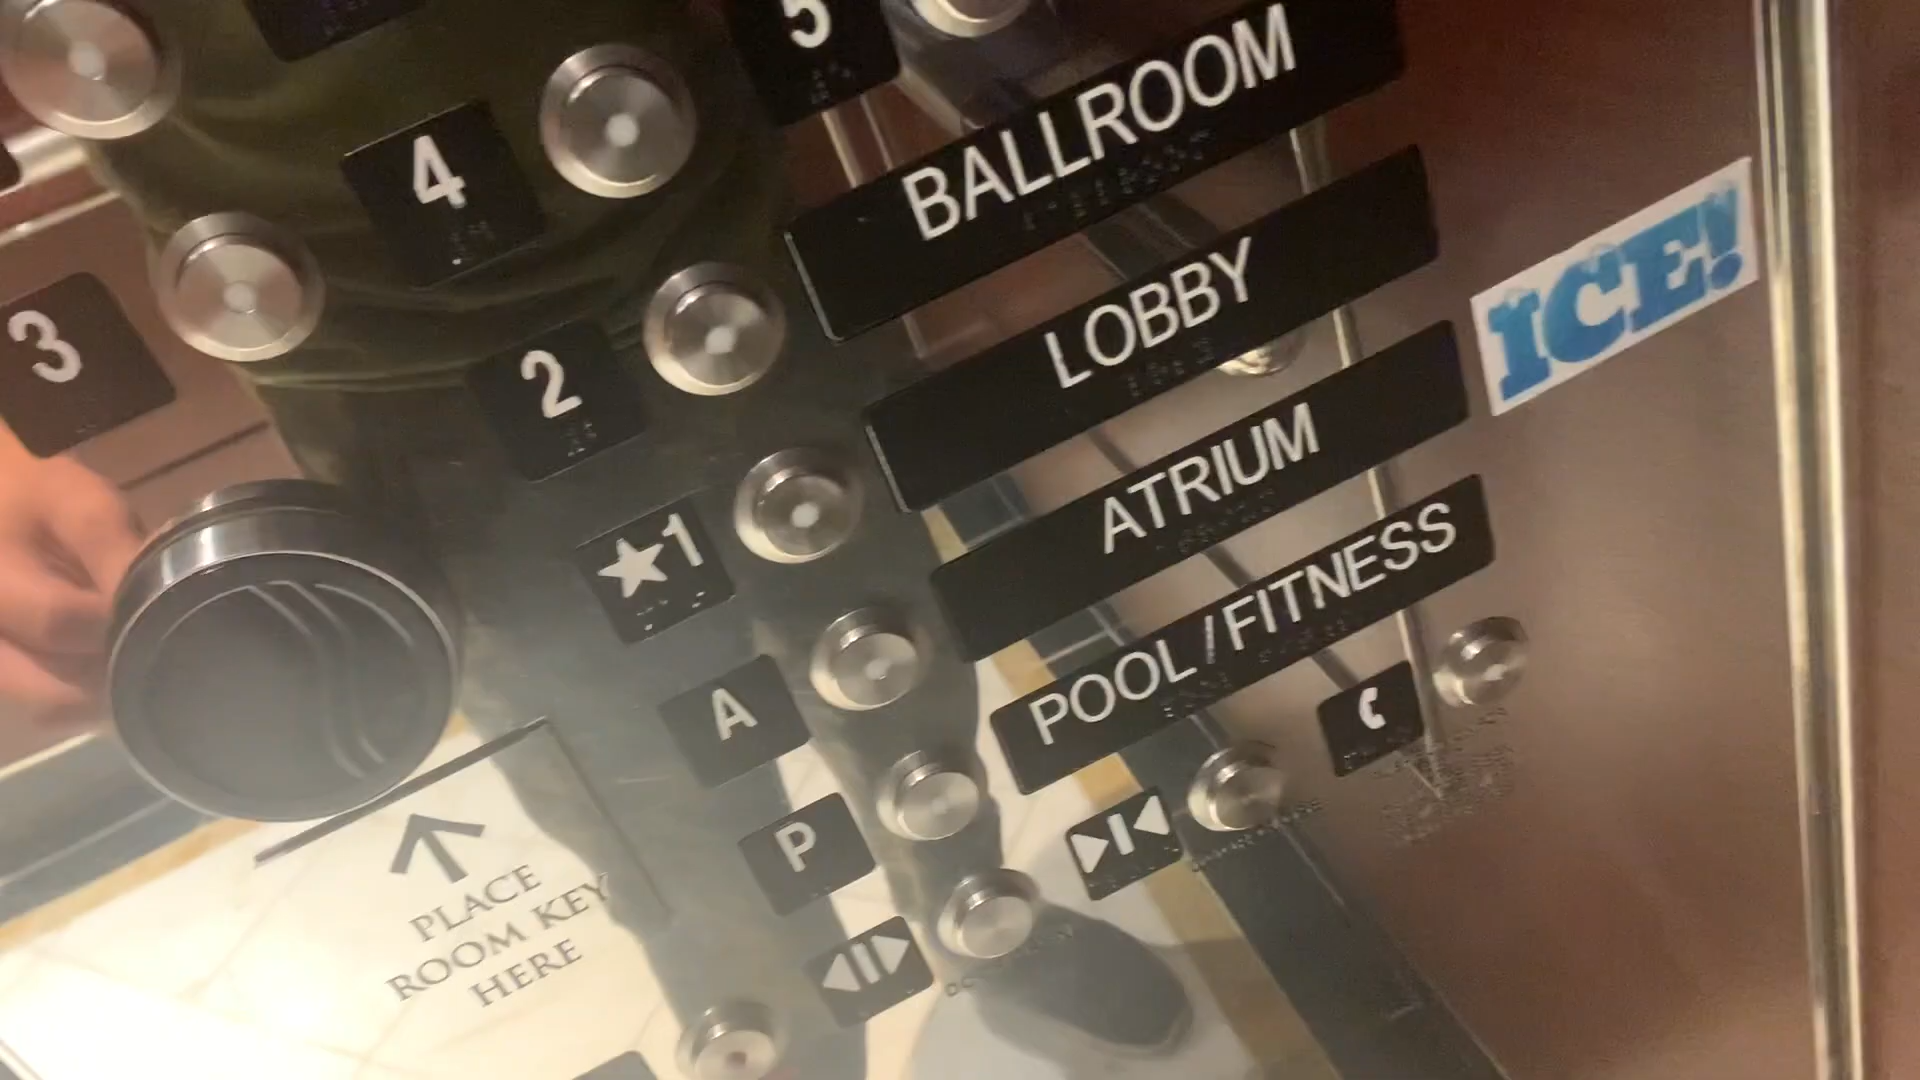 5
4
BALLROOM
3
2
LOBBY
ICE!
★1
ATRIUM
A
POOL/FITNESS
P
PLACE
ROOM KEY
HERE